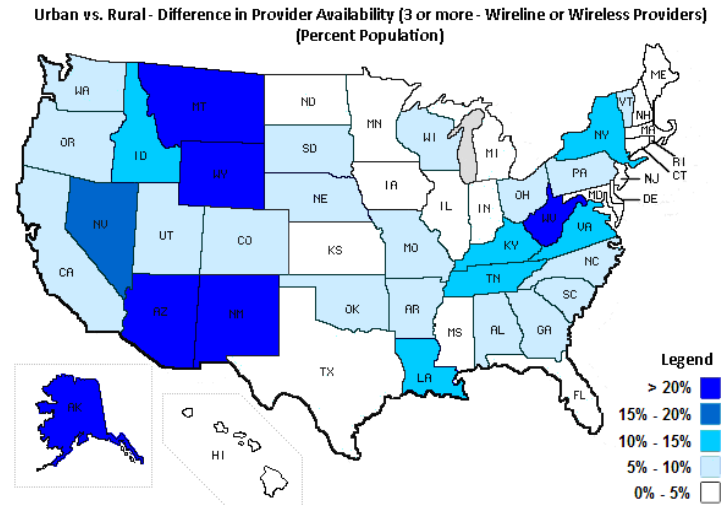 Urban vs. Rural - Difference in Provider Availability (3 or more - Wireline or Wireless Providers)
(Percent Population)
WA
MT
ND
MN
ME
VT
NH
OR
ID
SD
WI
MI
NY
MA
WY
RI
CT
IA
PA
NJ
NE
OH
MD
DE
NV
IL
IN
UT
CO
WV
VA
CA
KS
MO
KY
NC
TN
AZ
NM
OK
AR
SC
MS
AL
GA
TX
LA
FL
AK
HI
Legend
> 20%
15% - 20%
10% - 15%
5% - 10%
0% - 5%